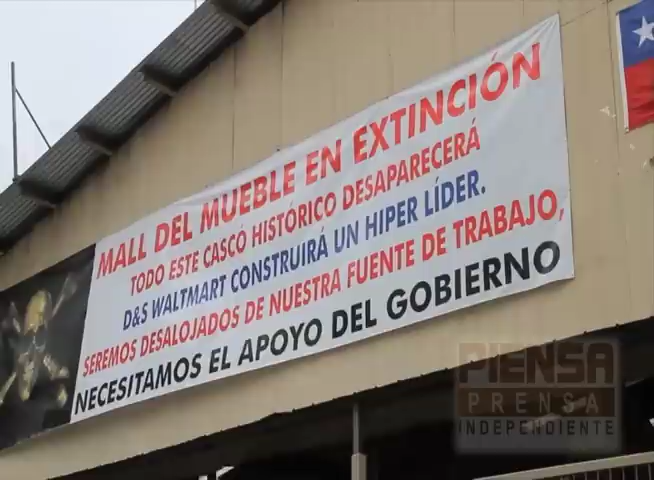 MALL DEL MUEBLE EN EXTINCIÓN
TODO ESTE CASCÓ HISTÓRICO DESAPARECERÁ
D&S WALTMART CONSTRUIRÁ UN HIPER LÍDER.
SEREMOS DESALOJADOS DE NUESTRA FUENTE DE TRABAJO,
NECESITAMOS EL APOYO DEL GOBIERNO
PIENSA
PRENSA
INDEPENDIENTE